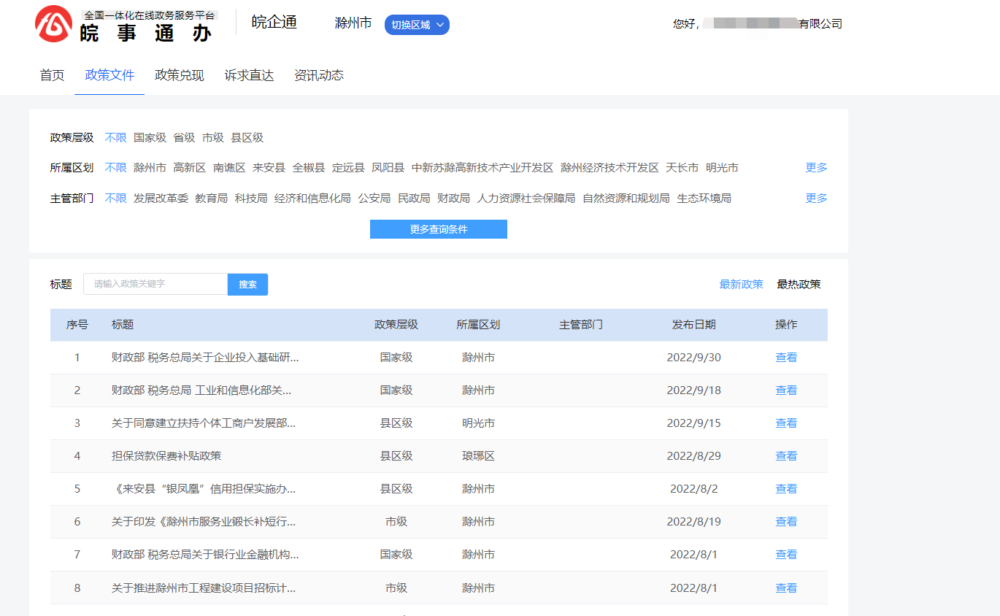 全国一体化在线政务服务平台
皖事通办
皖企通
滁州市
切换区域
您好,
有限公司
首页 政策文件 政策兑现 诉求直达 资讯动态
政策层级 不限 国家级 省级 市级 县区级
所属区划 不限 滁州市 高新区 南谯区 来安县 全椒县 定远县 凤阳县 中新苏滁高新技术产业开发区 滁州经济技术开发区 天长市 明光市 更多
主管部门 不限 发展改革委 教育局 科技局 经济和信息化局 公安局 民政局 财政局 人力资源社会保障局 自然资源和规划局 生态环境局 更多
更多查询条件
标题 请输入政策关键字 搜索 最新政策 最热政策
序号 标题 政策层级 所属区划 主管部门 发布日期 操作
1 财政部 税务总局关于企业投入基础研... 国家级 滁州市 2022/9/30 查看
2 财政部 税务总局 工业和信息化部关... 国家级 滁州市 2022/9/18 查看
3 关于同意建立扶持个体工商户发展部... 县区级 明光市 2022/9/15 查看
4 担保贷款保费补贴政策 县区级 琅琊区 2022/8/29 查看
5 《来安县“银凤凰”信用担保实施办... 县区级 滁州市 2022/8/2 查看
6 关于印发《滁州市服务业锻长补短行... 市级 滁州市 2022/8/19 查看
7 财政部 税务总局关于银行业金融机构... 国家级 滁州市 2022/8/1 查看
8 关于推进滁州市工程建设项目招标计... 市级 滁州市 2022/8/1 查看